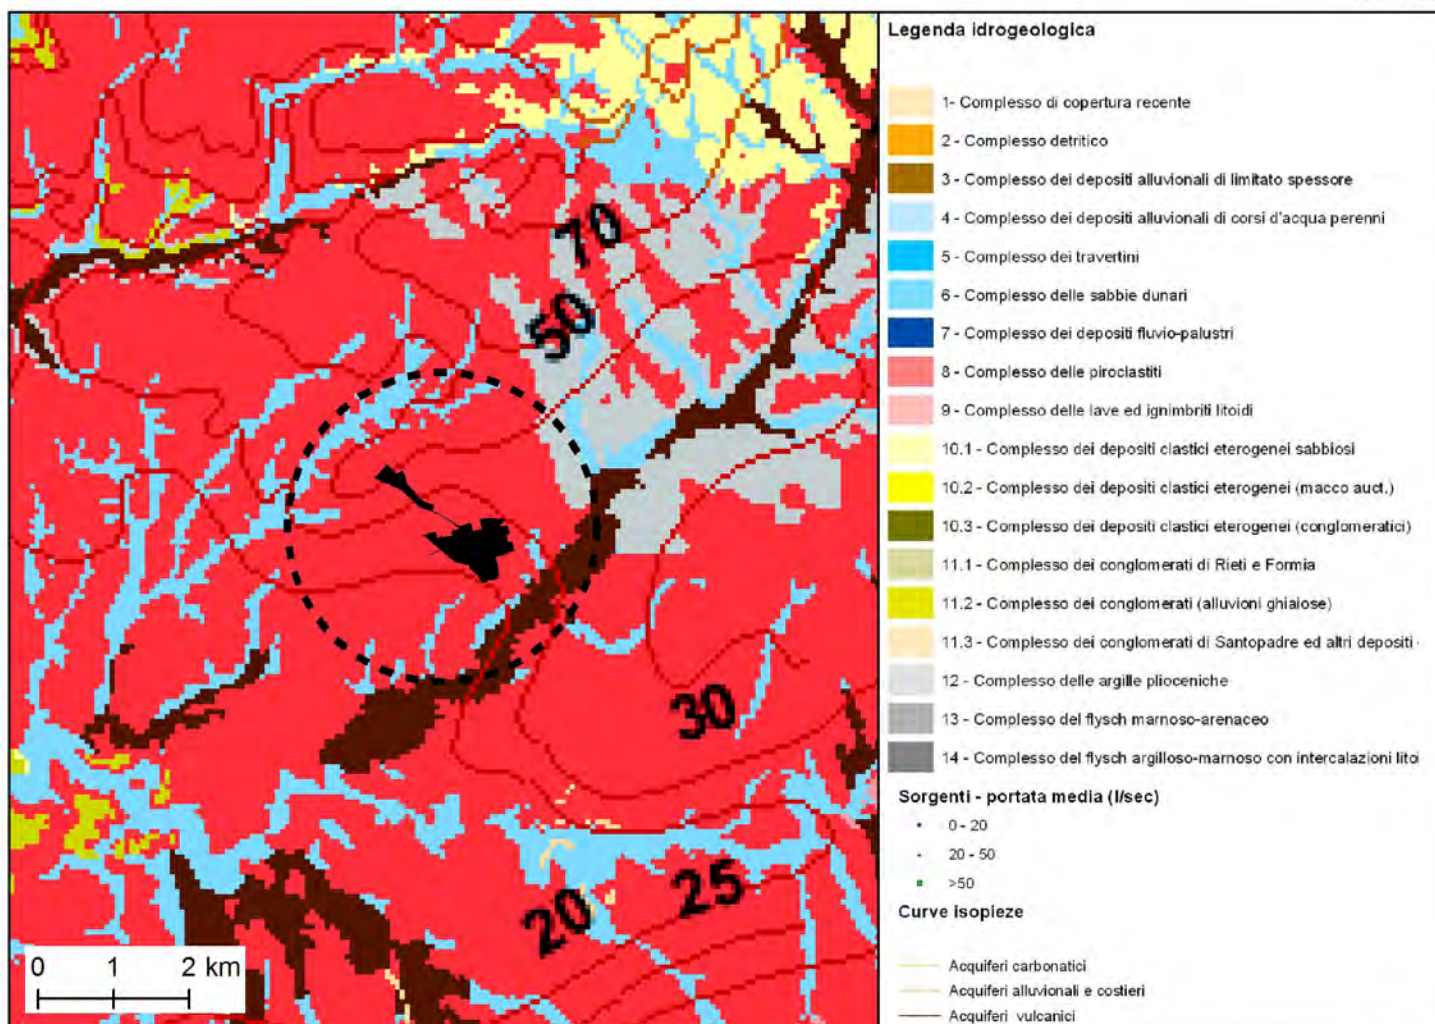 Legenda idrogeologica
1- Complesso di copertura recente
2 - Complesso detritico
3 - Complesso dei depositi alluvionali di limitato spessore
4 - Complesso dei depositi alluvionali di corsi d'acqua perenni
5 - Complesso dei travertini
6 - Complesso delle sabbie dunari
7 - Complesso dei depositi fluvio-palustri
8 - Complesso delle piroclastiti
9 - Complesso delle lave ed ignimbriti litoidi
10.1 - Complesso dei depositi clastici eterogenei sabbiosi
10.2 - Complesso dei depositi clastici eterogenei (macco auct.)
10.3 - Complesso dei depositi clastici eterogenei (conglomeratici)
11.1 - Complesso dei conglomerati di Rieti e Formia
11.2 - Complesso dei conglomerati (alluvioni ghiaiose)
11.3 - Complesso dei conglomerati di Santopadre ed altri depositi
12 - Complesso delle argille plioceniche
13 - Complesso del flysch marnoso-arenaceo
14 - Complesso del flysch argilloso-marnoso con intercalazioni litoi
Sorgenti - portata media (l/sec)
0 - 20
20 - 50
>50
Curve isopieze
Acquiferi carbonatici
Acquiferi alluvionali e costieri
Acquiferi vulcanici
70
50
30
25
20
0 1 2 km